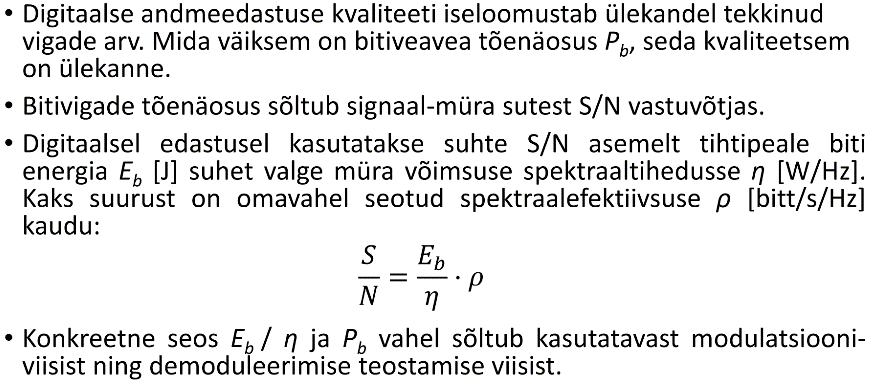 • Digitaalse andmeedastuse kvaliteeti iseloomustab ülekandel tekkinud
vigade arv. Mida väiksem on bitiveavea tõenäosus P_b, seda kvaliteetsem
on ülekanne.
• Bitivigade tõenäosus sõltub signaal-müra sutest S/N vastuvõtjas.
• Digitaalsel edastusel kasutatakse suhte S/N asemelt tihtipeale biti
energia E_b [J] suhet valge müra võimsuse spektraaltihedusse η [W/Hz].
Kaks suurust on omavahel seotud spektraalefektiivsuse ρ [bitt/s/Hz]
kaudu:
S/N = E_b/η · ρ
• Konkreetne seos E_b / η ja P_b vahel sõltub kasutatavast modulatsiooni-
viisist ning demoduleerimise teostamise viisist.